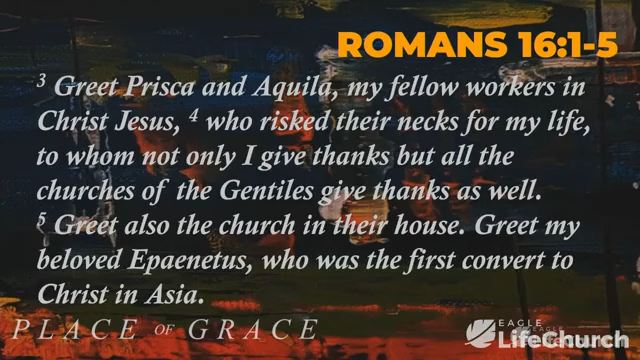 ROMANS 16:1-5
3 Greet Prisca and Aquila, my fellow workers in
Christ Jesus, 4 who risked their necks for my life,
to whom not only I give thanks but all the
churches of the Gentiles give thanks as well.
5 Greet also the church in their house. Greet my
beloved Epaenetus, who was the first convert to
Christ in Asia.
PLACE OF GRACE
EAGLE
LifeChurch